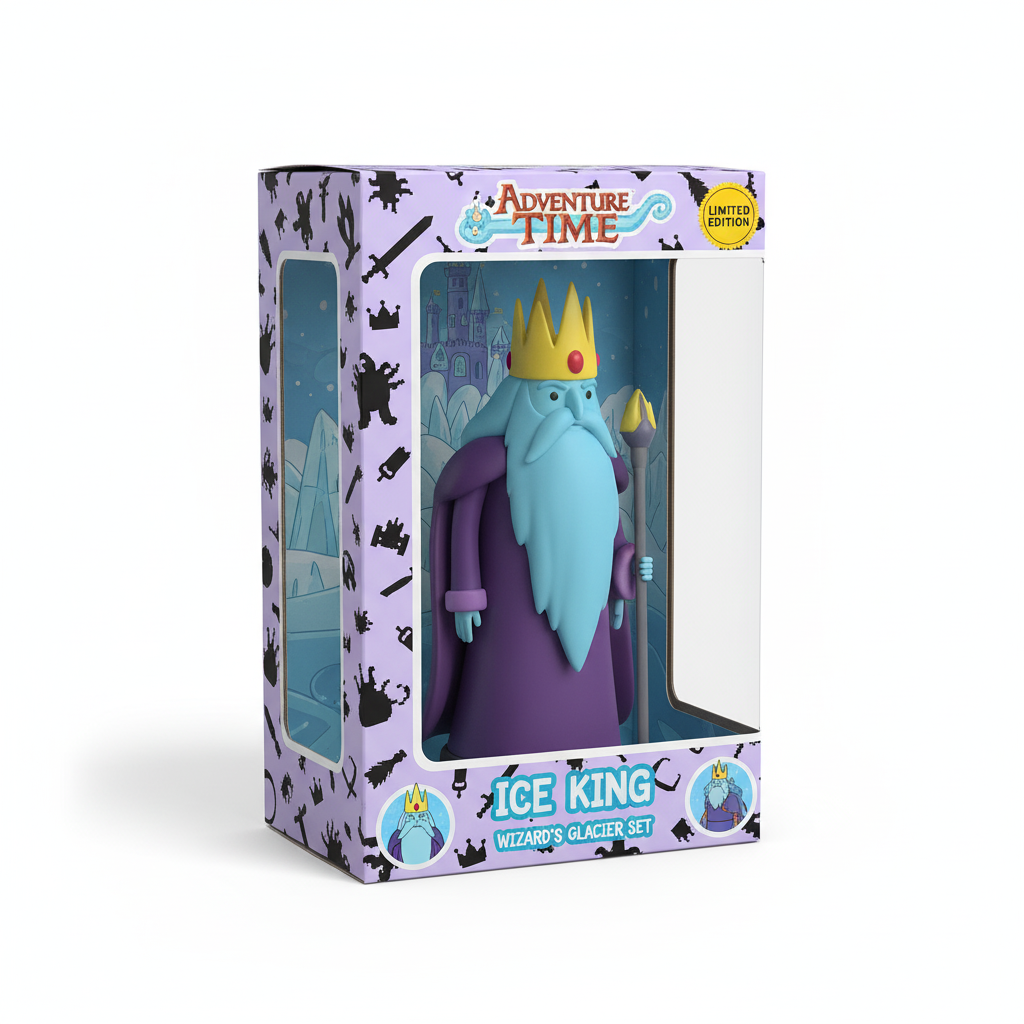 ADVENTURE
TIME
LIMITED
EDITION
ICE KING
WIZARD'S GLACIER SET